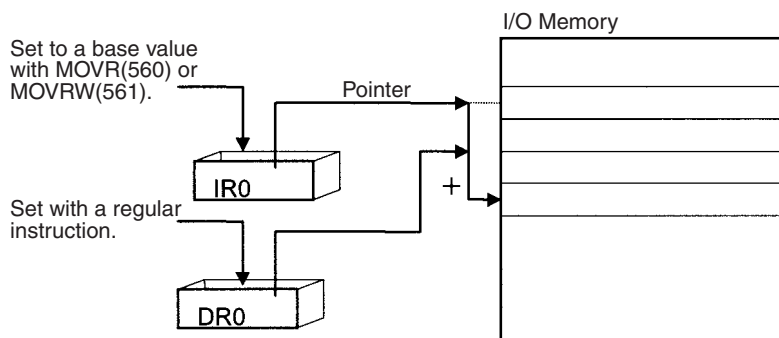 I/O Memory
Set to a base value
with MOVR(560) or
MOVRW(561).
Pointer
IR0
+
Set with a regular
instruction.
DR0